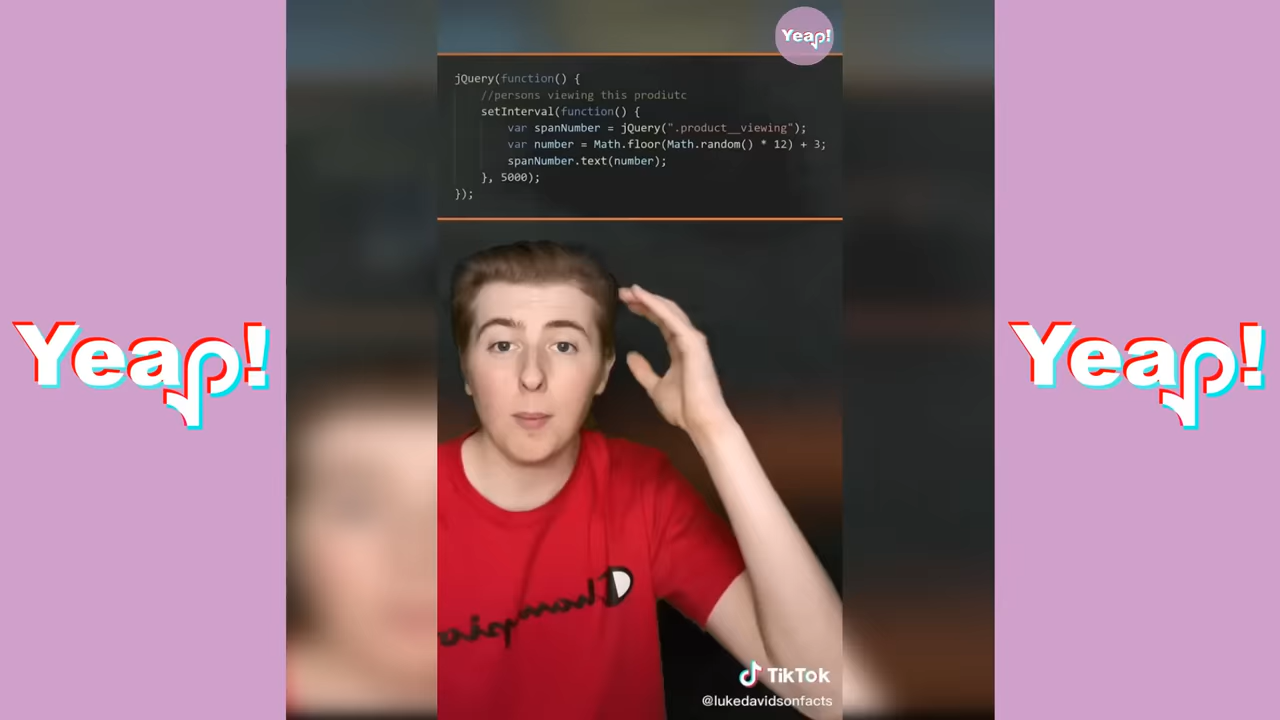 Yeap!
jQuery(function() {
//persons viewing this prodiutc
setInterval(function() {
var spanNumber = jQuery(".product__viewing");
var number = Math.floor(Math.random() * 12) + 3;
spanNumber.text(number);
}, 5000);
});
Yeap!
Yeap!
Champion
TikTok
@lukedavidsonfacts